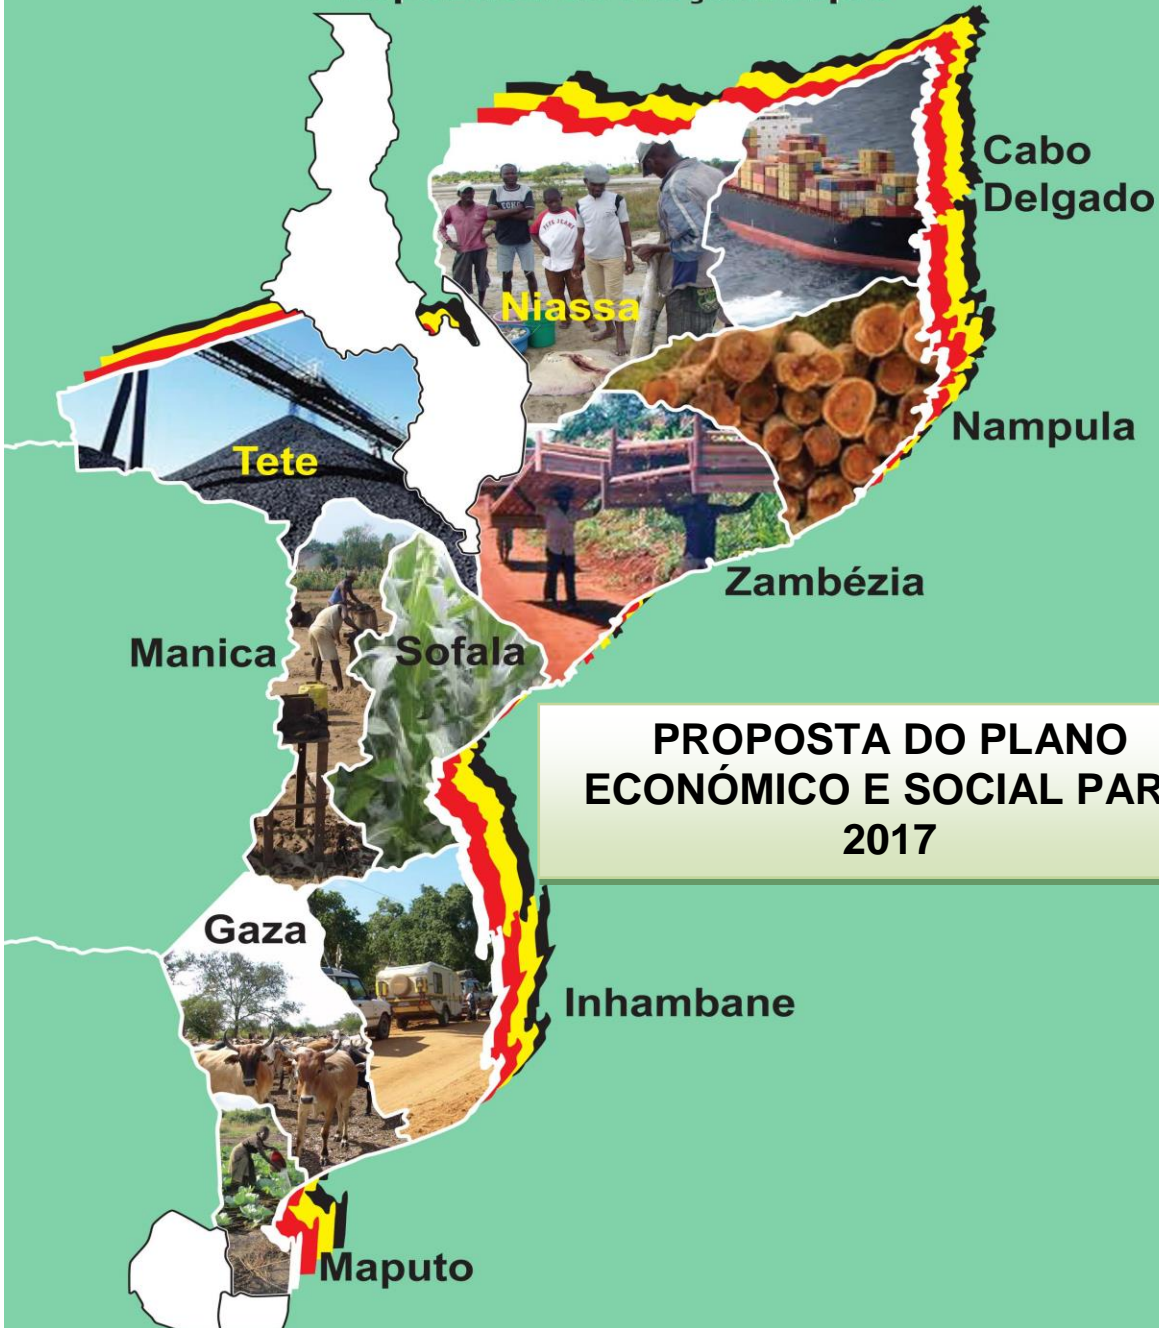 Cabo
Delgado
Niassa
Nampula
Tete
Zambézia
Manica
Sofala
PROPOSTA DO PLANO
ECONÓMICO E SOCIAL PAR
2017
Gaza
Inhambane
Maputo